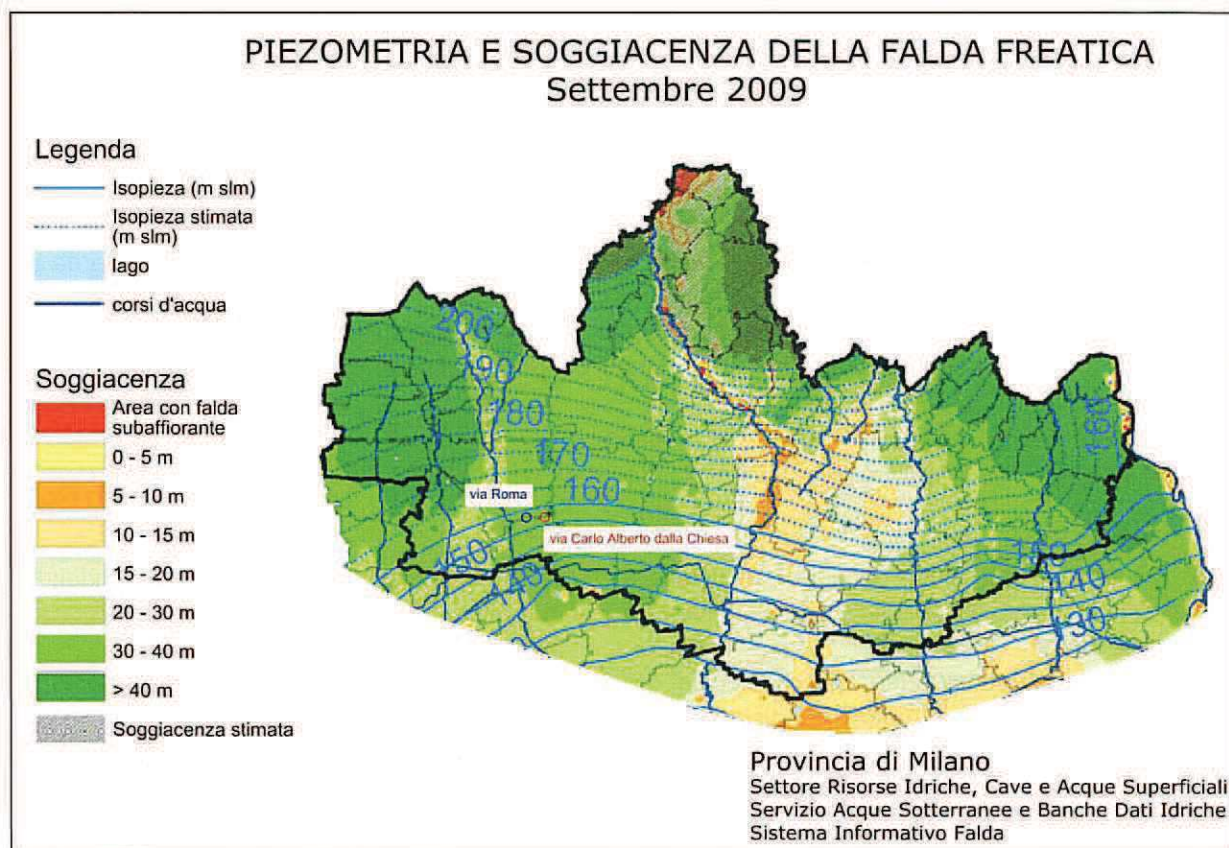 PIEZOMETRIA E SOGGIACENZA DELLA FALDA FREATICA
Settembre 2009
Legenda
Isopieza (m slm)
Isopieza stimata
(m slm)
lago
corsi d'acqua
Soggiacenza
Area con falda
subaffiorante
0 - 5 m
5 - 10 m
10 - 15 m
15 - 20 m
20 - 30 m
30 - 40 m
> 40 m
Soggiacenza stimata
200
190
180
170
160
160
via Roma
via Carlo Alberto dalla Chiesa
150
140
150
140
130
Provincia di Milano
Settore Risorse Idriche, Cave e Acque Superficiali
Servizio Acque Sotterranee e Banche Dati Idriche
Sistema Informativo Falda